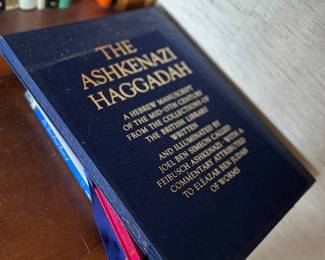 THE
ASHKENAZI
HAGGADAH
A HEBREW MANUSCRIPT
OF THE MID-15TH CENTURY
FROM THE COLLECTIONS OF
THE BRITISH LIBRARY
WRITTEN
AND ILLUMINATED BY
JOEL BEN SIMEON CALLED
FEIBUSCH ASHKENAZI · WITH A
COMMENTARY ATTRIBUTED
TO ELEAZAR BEN JUDAH
OF WORMS